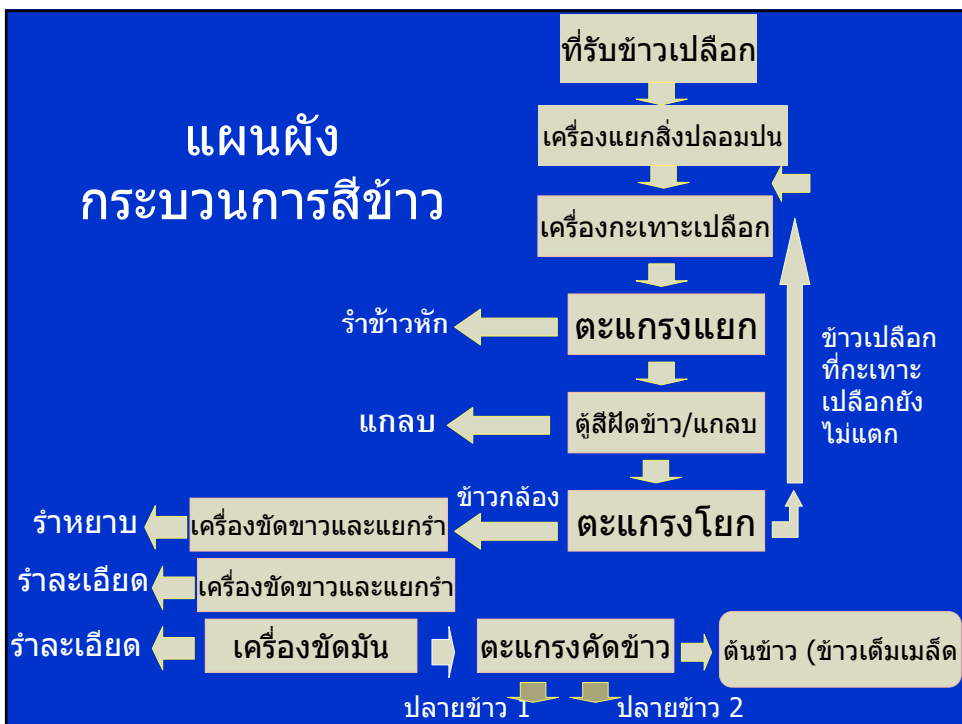 ที่รับข้าวเปลือก
แผนผัง
กระบวนการสีข้าว
เครื่องแยกสิ่งปลอมปน
เครื่องกะเทาะเปลือก
รำข้าวหัก
ตะแกรงแยก
ข้าวเปลือก
ที่กะเทาะ
เปลือกยัง
ไม่แตก
แกลบ
ตู้สีฝัดข้าว/แกลบ
ข้าวกล้อง
ตะแกรงโยก
รำหยาบ
เครื่องขัดขาวและแยกรำ
รำละเอียด
เครื่องขัดขาวและแยกรำ
รำละเอียด
เครื่องขัดมัน
ตะแกรงคัดข้าว
ต้นข้าว (ข้าวเต็มเมล็ด
ปลายข้าว 1
ปลายข้าว 2